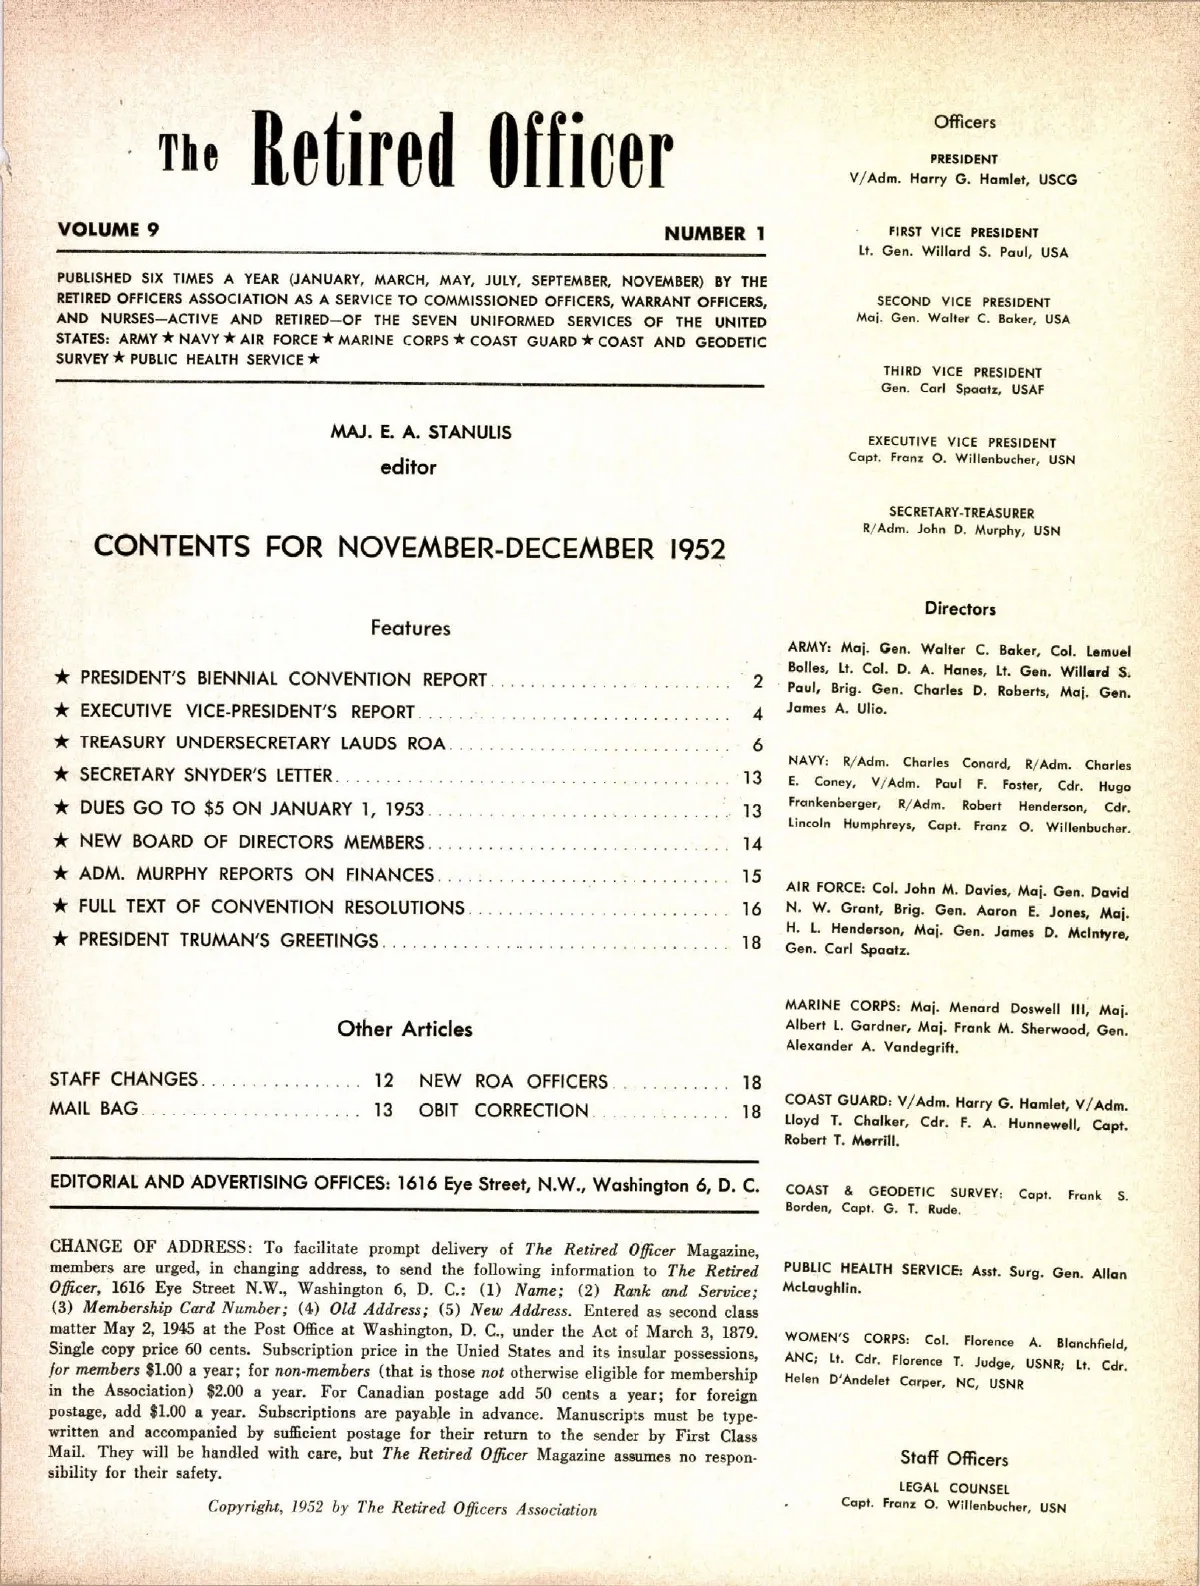 The Retired Officer
VOLUME 9
NUMBER 1
PUBLISHED SIX TIMES A YEAR (JANUARY, MARCH, MAY, JULY, SEPTEMBER, NOVEMBER) BY THE
RETIRED OFFICERS ASSOCIATION AS A SERVICE TO COMMISSIONED OFFICERS, WARRANT OFFICERS,
AND NURSES—ACTIVE AND RETIRED—OF THE SEVEN UNIFORMED SERVICES OF THE UNITED
STATES: ARMY ★ NAVY ★ AIR FORCE ★ MARINE CORPS ★ COAST GUARD ★ COAST AND GEODETIC
SURVEY ★ PUBLIC HEALTH SERVICE ★
MAJ. E. A. STANULIS
editor
CONTENTS FOR NOVEMBER-DECEMBER 1952
Features
★ PRESIDENT'S BIENNIAL CONVENTION REPORT 2
★ EXECUTIVE VICE-PRESIDENT'S REPORT 4
★ TREASURY UNDERSECRETARY LAUDS ROA 6
★ SECRETARY SNYDER'S LETTER 13
★ DUES GO TO $5 ON JANUARY 1, 1953 13
★ NEW BOARD OF DIRECTORS MEMBERS 14
★ ADM. MURPHY REPORTS ON FINANCES 15
★ FULL TEXT OF CONVENTION RESOLUTIONS 16
★ PRESIDENT TRUMAN'S GREETINGS 18
Other Articles
STAFF CHANGES 12 NEW ROA OFFICERS 18
MAIL BAG 13 OBIT CORRECTION 18
EDITORIAL AND ADVERTISING OFFICES: 1616 Eye Street, N.W., Washington 6, D. C.
CHANGE OF ADDRESS: To facilitate prompt delivery of The Retired Officer Magazine,
members are urged, in changing address, to send the following information to The Retired
Officer, 1616 Eye Street N.W., Washington 6, D. C.: (1) Name; (2) Rank and Service;
(3) Membership Card Number; (4) Old Address; (5) New Address. Entered as second class
matter May 2, 1945 at the Post Office at Washington, D. C., under the Act of March 3, 1879.
Single copy price 60 cents. Subscription price in the Unied States and its insular possessions,
for members $1.00 a year; for non-members (that is those not otherwise eligible for membership
in the Association) $2.00 a year. For Canadian postage add 50 cents a year; for foreign
postage, add $1.00 a year. Subscriptions are payable in advance. Manuscripts must be type-
written and accompanied by sufficient postage for their return to the sender by First Class
Mail. They will be handled with care, but The Retired Officer Magazine assumes no respon-
sibility for their safety.
Copyright, 1952 by The Retired Officers Association
Officers
PRESIDENT
V/Adm. Harry G. Hamlet, USCG
FIRST VICE PRESIDENT
Lt. Gen. Willard S. Paul, USA
SECOND VICE PRESIDENT
Maj. Gen. Walter C. Baker, USA
THIRD VICE PRESIDENT
Gen. Carl Spaatz, USAF
EXECUTIVE VICE PRESIDENT
Capt. Franz O. Willenbucher, USN
SECRETARY-TREASURER
R/Adm. John D. Murphy, USN
Directors
ARMY: Maj. Gen. Walter C. Baker, Col. Lemuel
Bolles, Lt. Col. D. A. Hanes, Lt. Gen. Willard S.
Paul, Brig. Gen. Charles D. Roberts, Maj. Gen.
James A. Ulio.
NAVY: R/Adm. Charles Conard, R/Adm. Charles
E. Coney, V/Adm. Paul F. Foster, Cdr. Hugo
Frankenberger, R/Adm. Robert Henderson, Cdr.
Lincoln Humphreys, Capt. Franz O. Willenbucher.
AIR FORCE: Col. John M. Davies, Maj. Gen. David
N. W. Grant, Brig. Gen. Aaron E. Jones, Maj.
H. L. Henderson, Maj. Gen. James D. McIntyre,
Gen. Carl Spaatz.
MARINE CORPS: Maj. Menard Doswell III, Maj.
Albert L. Gardner, Maj. Frank M. Sherwood, Gen.
Alexander A. Vandegrift.
COAST GUARD: V/Adm. Harry G. Hamlet, V/Adm.
Lloyd T. Chalker, Cdr. F. A. Hunnewell, Capt.
Robert T. Merrill.
COAST & GEODETIC SURVEY: Capt. Frank S.
Borden, Capt. G. T. Rude.
PUBLIC HEALTH SERVICE: Asst. Surg. Gen. Allan
McLaughlin.
WOMEN'S CORPS: Col. Florence A. Blanchfield,
ANC; Lt. Cdr. Florence T. Judge, USNR; Lt. Cdr.
Helen D'Andelet Carper, NC, USNR
Staff Officers
LEGAL COUNSEL
Capt. Franz O. Willenbucher, USN